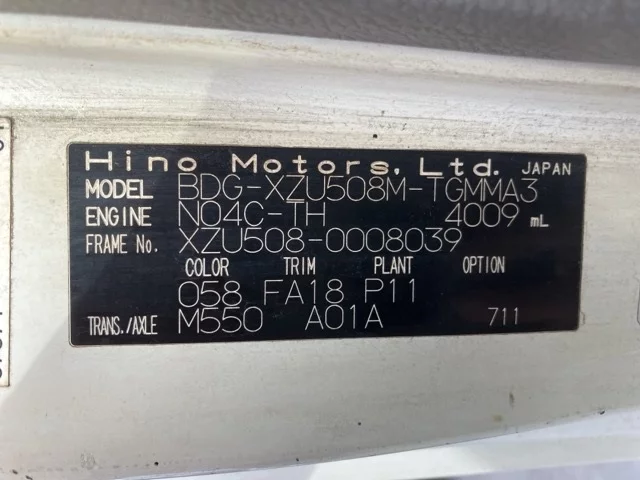 Hino Motors, Ltd. JAPAN
MODEL BDG-XZU508M-TGMMA3
ENGINE N04C-TH 4009 mL
FRAME No. XZU508-0008039
COLOR TRIM PLANT OPTION
058 FA18 P11
TRANS./AXLE M550 A01A 711